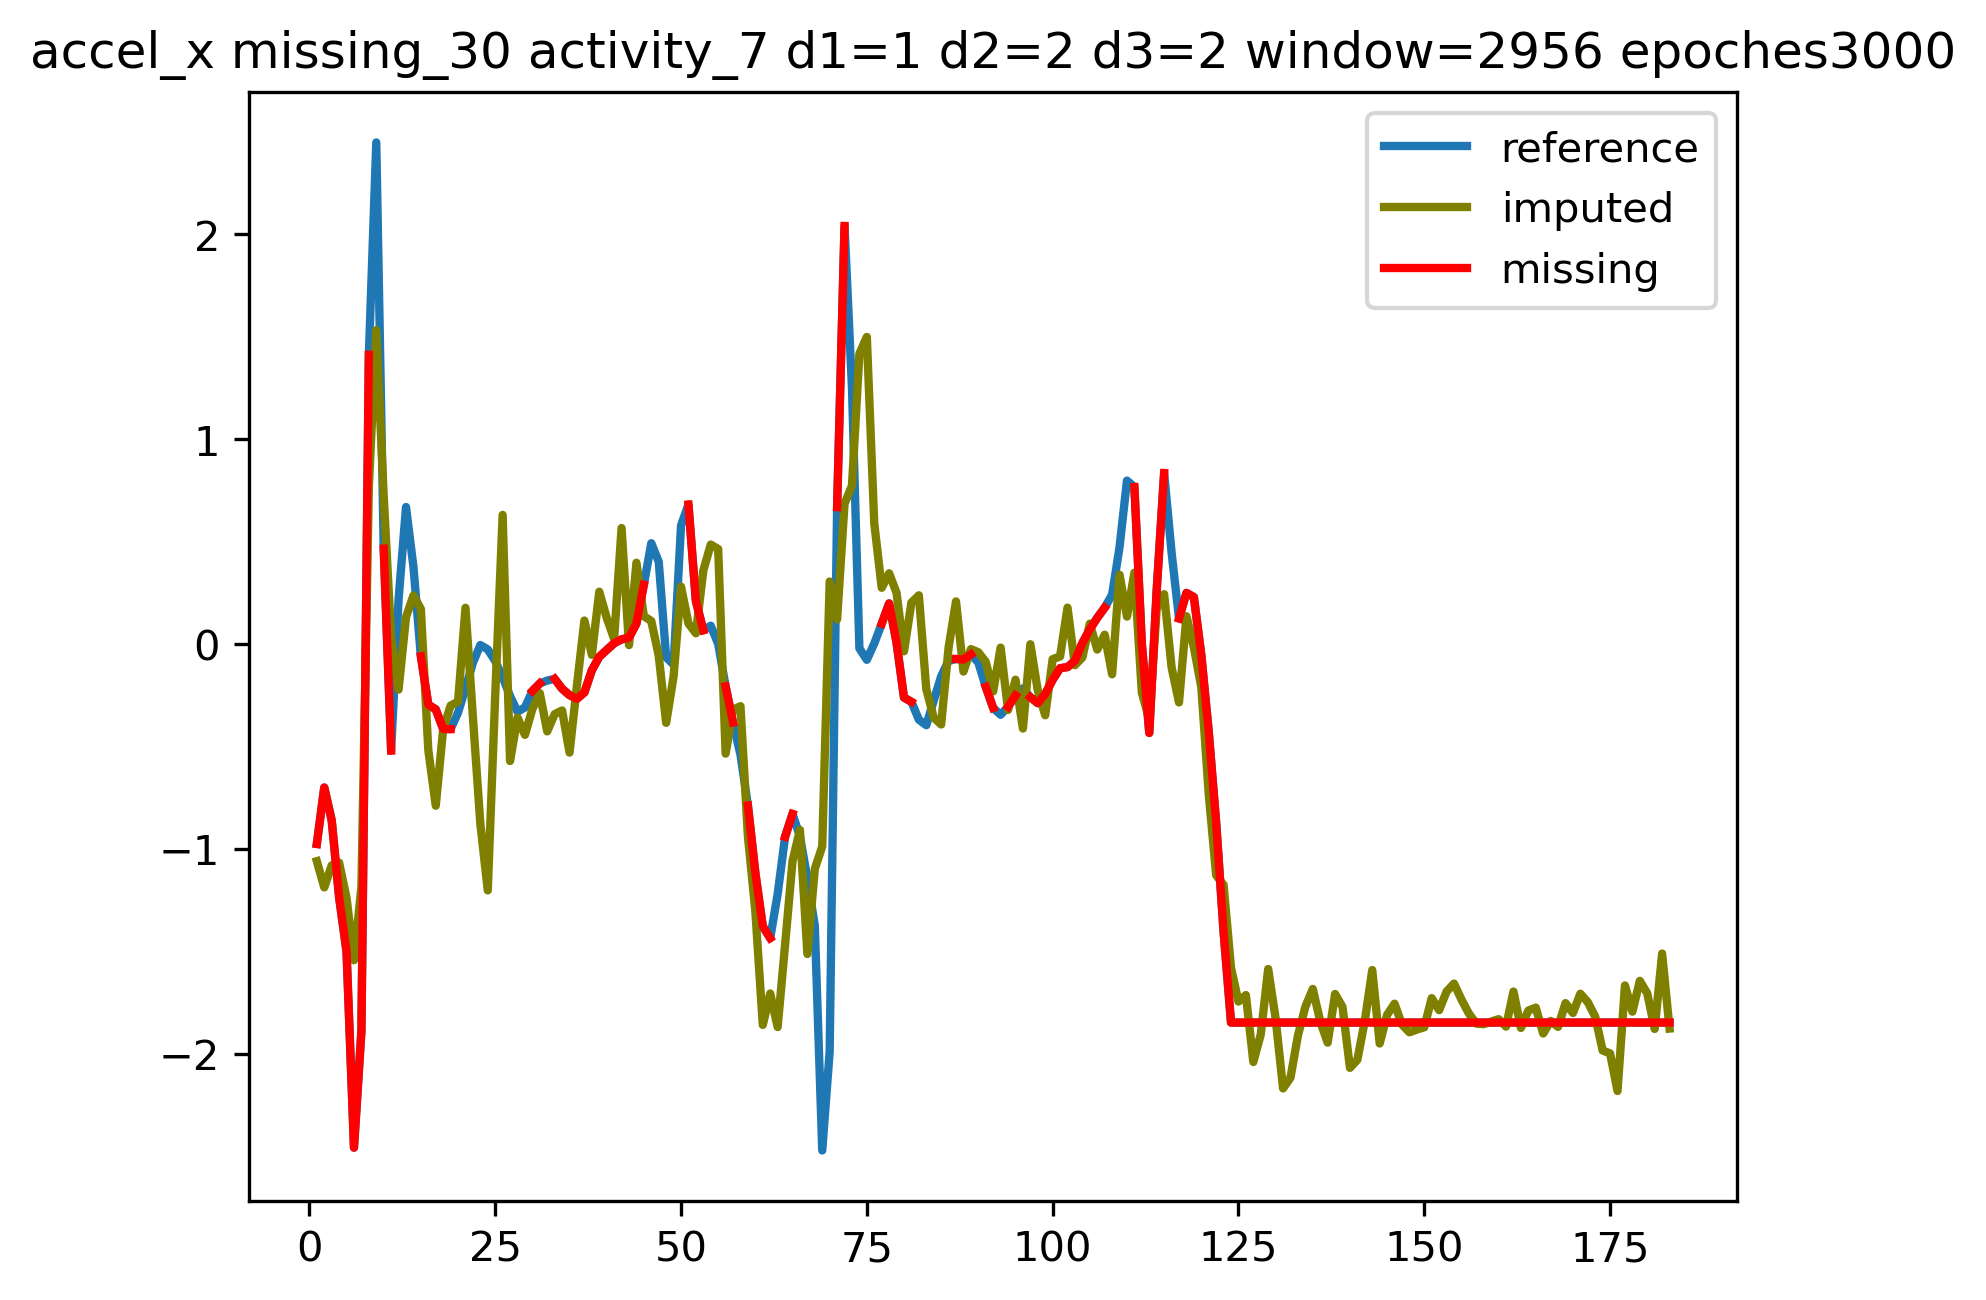 accel_x missing_30 activity_7 d1=1 d2=2 d3=2 window=2956 epoches3000
reference
imputed
missing
2
1
0
−1
−2
0 25 50 75 100 125 150 175